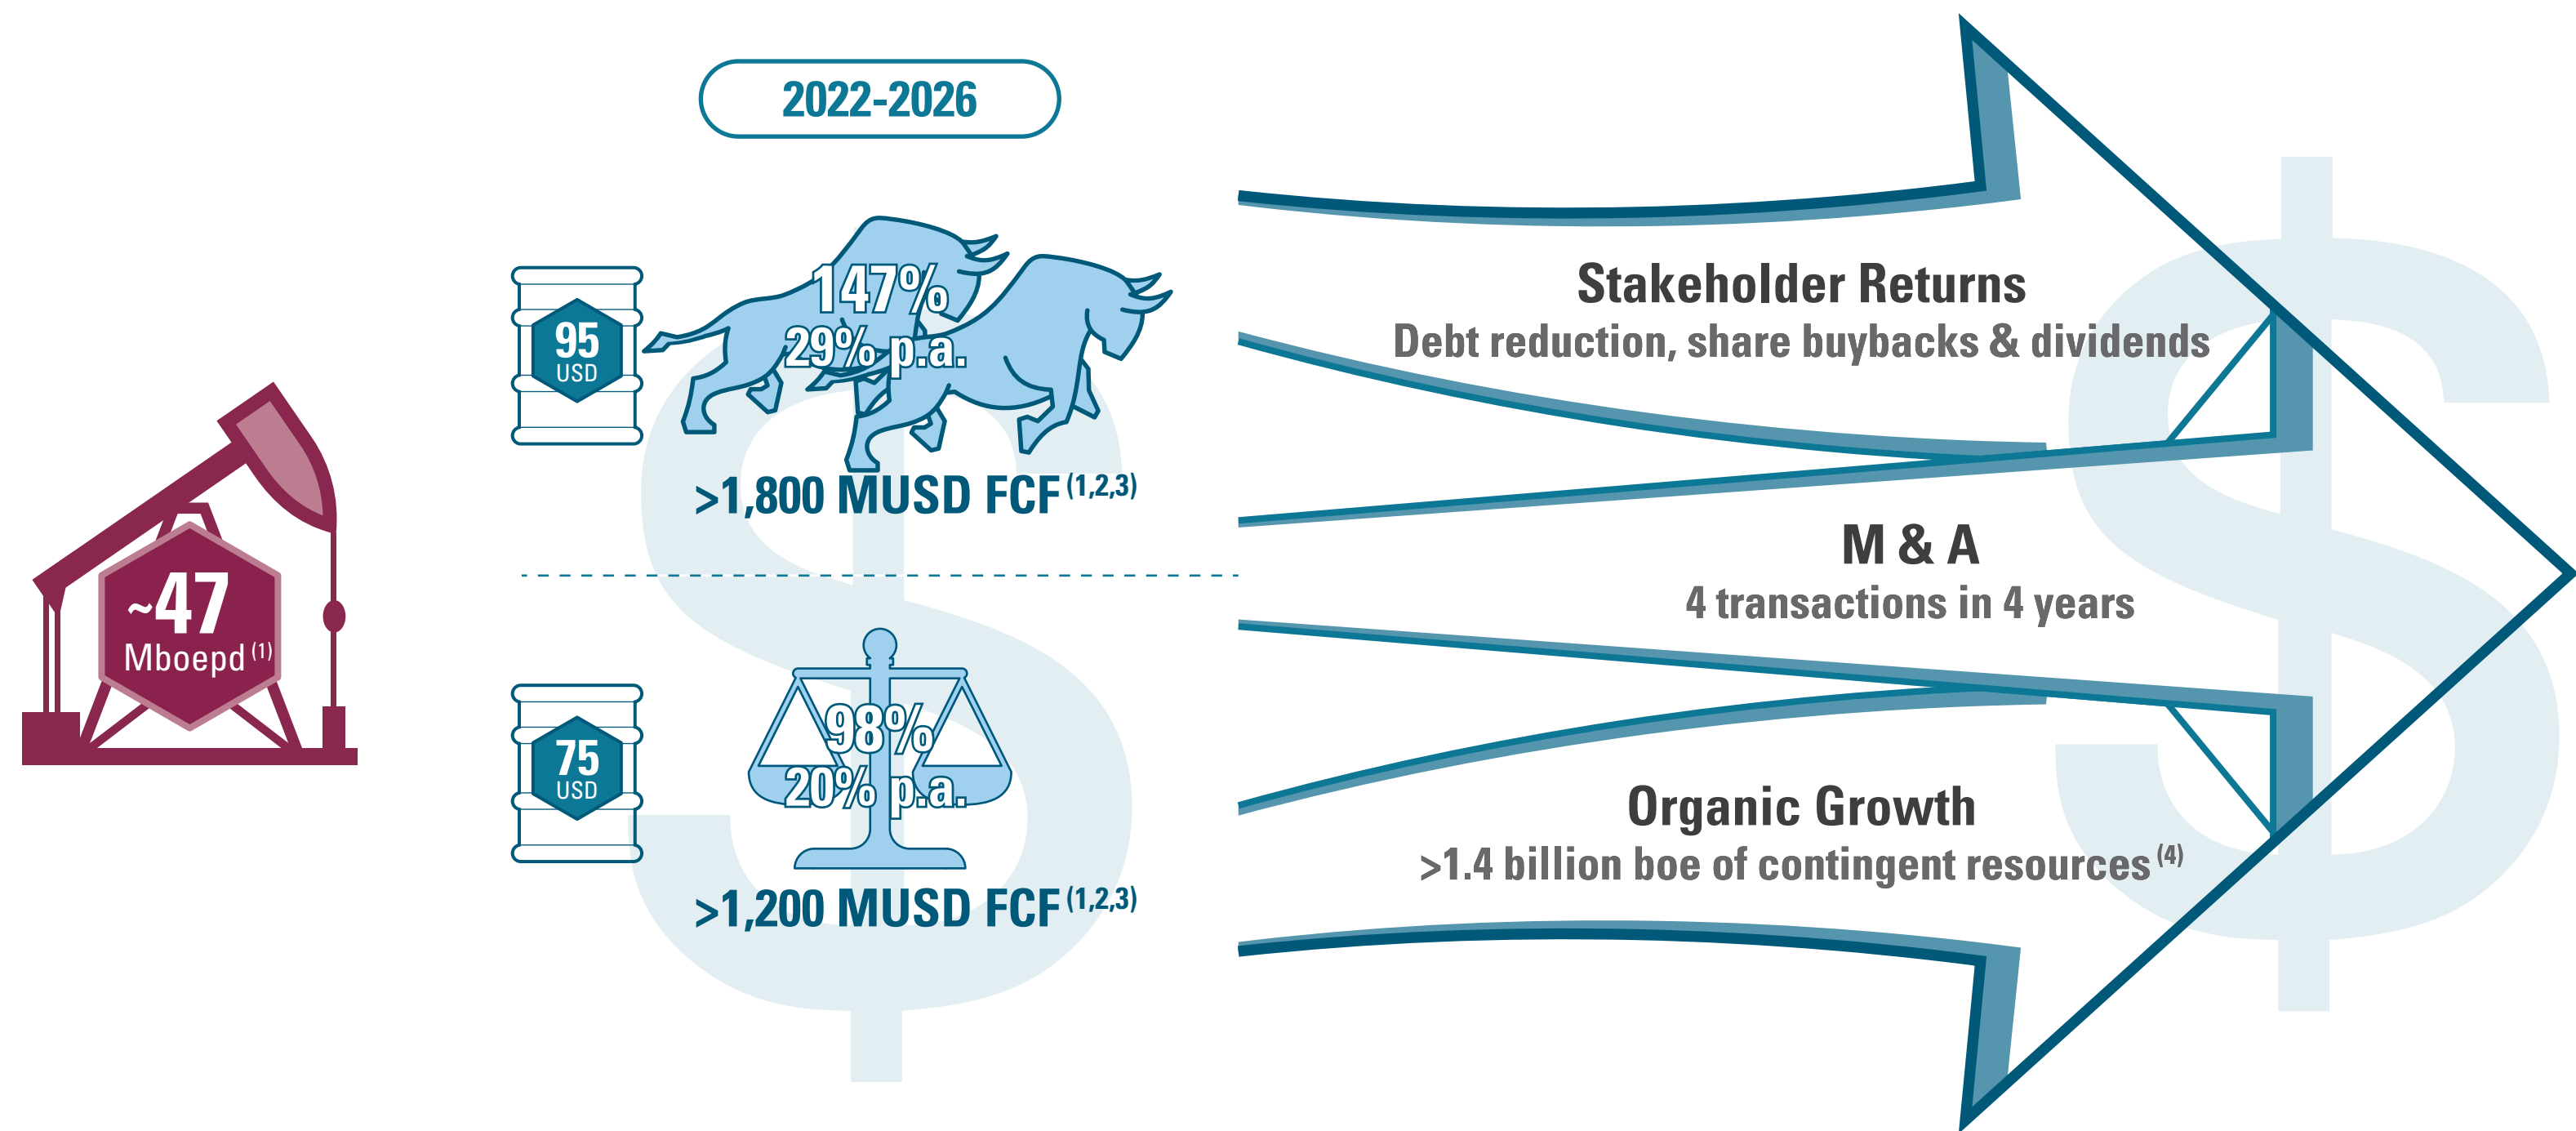 2022-2026
~47
Mboepd (1)
95
USD
147%
29% p.a.
>1,800 MUSD FCF (1,2,3)
75
USD
98%
20% p.a.
>1,200 MUSD FCF (1,2,3)
Stakeholder Returns
Debt reduction, share buybacks & dividends
M & A
4 transactions in 4 years
Organic Growth
>1.4 billion boe of contingent resources (4)
$
$